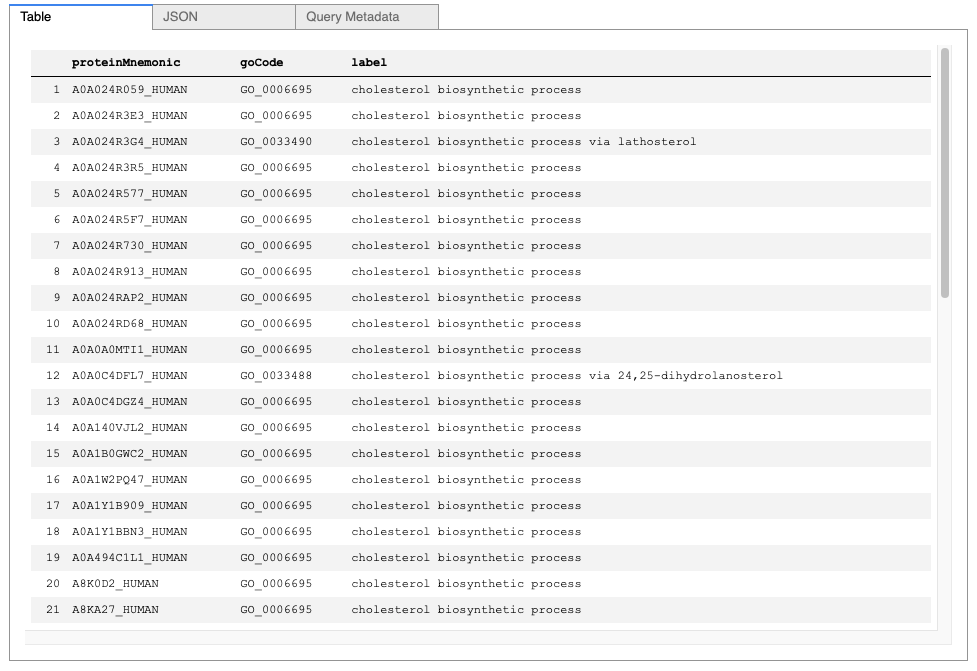 Table JSON Query Metadata
proteinMnemonic goCode label
1 A0A024R059_HUMAN GO_0006695 cholesterol biosynthetic process
2 A0A024R3E3_HUMAN GO_0006695 cholesterol biosynthetic process
3 A0A024R3G4_HUMAN GO_0033490 cholesterol biosynthetic process via lathosterol
4 A0A024R3R5_HUMAN GO_0006695 cholesterol biosynthetic process
5 A0A024R577_HUMAN GO_0006695 cholesterol biosynthetic process
6 A0A024R5F7_HUMAN GO_0006695 cholesterol biosynthetic process
7 A0A024R730_HUMAN GO_0006695 cholesterol biosynthetic process
8 A0A024R913_HUMAN GO_0006695 cholesterol biosynthetic process
9 A0A024RAP2_HUMAN GO_0006695 cholesterol biosynthetic process
10 A0A024RD68_HUMAN GO_0006695 cholesterol biosynthetic process
11 A0A0A0MTI1_HUMAN GO_0006695 cholesterol biosynthetic process
12 A0A0C4DFL7_HUMAN GO_0033488 cholesterol biosynthetic process via 24,25-dihydrolanosterol
13 A0A0C4DGZ4_HUMAN GO_0006695 cholesterol biosynthetic process
14 A0A140VJL2_HUMAN GO_0006695 cholesterol biosynthetic process
15 A0A1B0GWC2_HUMAN GO_0006695 cholesterol biosynthetic process
16 A0A1W2PQ47_HUMAN GO_0006695 cholesterol biosynthetic process
17 A0A1Y1B909_HUMAN GO_0006695 cholesterol biosynthetic process
18 A0A1Y1BBN3_HUMAN GO_0006695 cholesterol biosynthetic process
19 A0A494C1L1_HUMAN GO_0006695 cholesterol biosynthetic process
20 A8K0D2_HUMAN GO_0006695 cholesterol biosynthetic process
21 A8KA27_HUMAN GO_0006695 cholesterol biosynthetic process